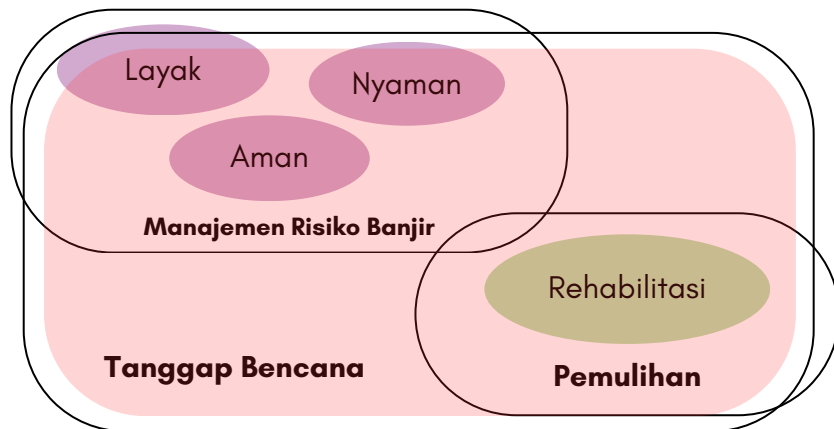 Layak
Nyaman
Aman
Manajemen Risiko Banjir
Rehabilitasi
Tanggap Bencana
Pemulihan